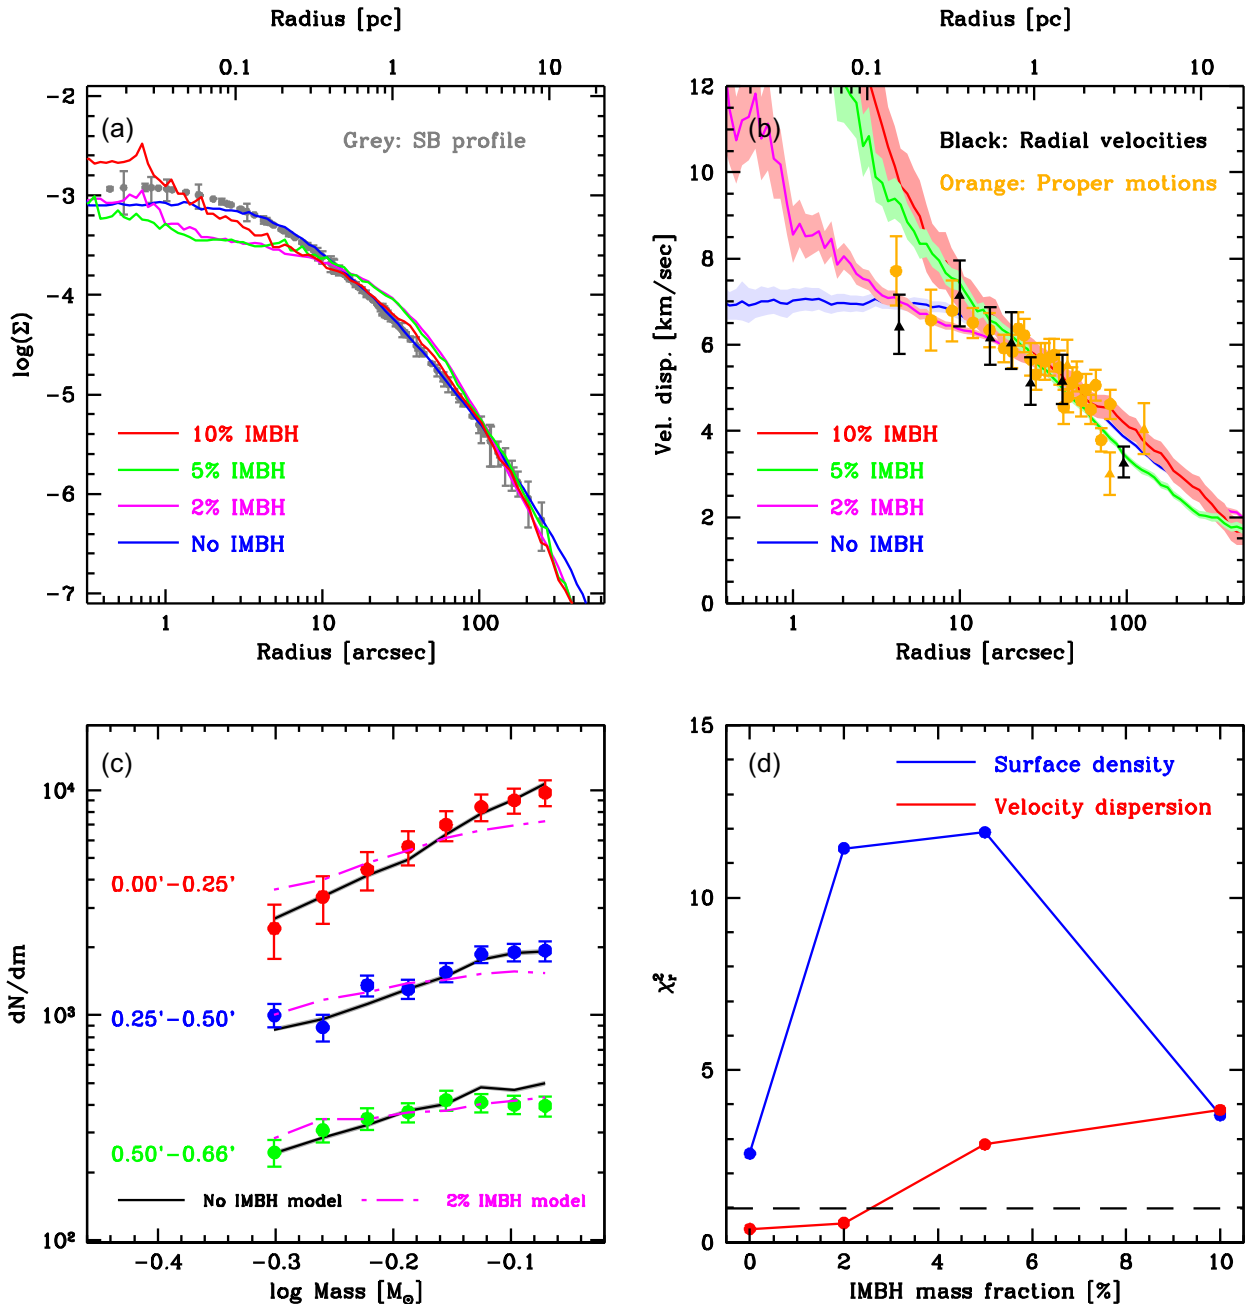 Radius [pc]
0.1 1 10
-2
-3
-4
-5
-6
-7
log(Σ)
(a)
Grey: SB profile
10% IMBH
5% IMBH
2% IMBH
No IMBH
1 10 100
Radius [arcsec]
Radius [pc]
0.1 1 10
12
10
8
6
4
2
0
Vel. disp. [km/sec]
(b)
Black: Radial velocities
Orange: Proper motions
10% IMBH
5% IMBH
2% IMBH
No IMBH
1 10 100
Radius [arcsec]
(c)
10⁴
10³
10²
dN/dm
0.00'-0.25'
0.25'-0.50'
0.50'-0.66'
No IMBH model
2% IMBH model
-0.4 -0.3 -0.2 -0.1
log Mass [M⊙]
(d)
Surface density
Velocity dispersion
15
10
5
0
χ²ᵣ
0 2 4 6 8 10
IMBH mass fraction [%]